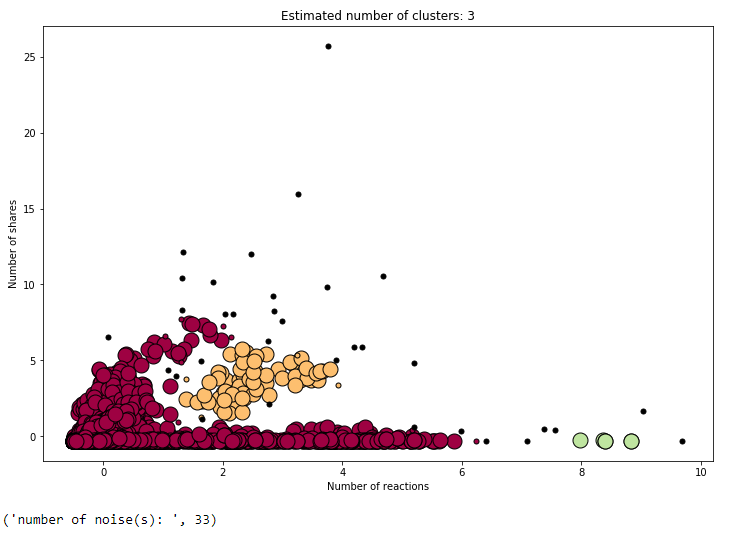 Estimated number of clusters: 3
25
20
15
10
5
0
Number of shares
0 2 4 6 8 10
Number of reactions
('number of noise(s): ', 33)